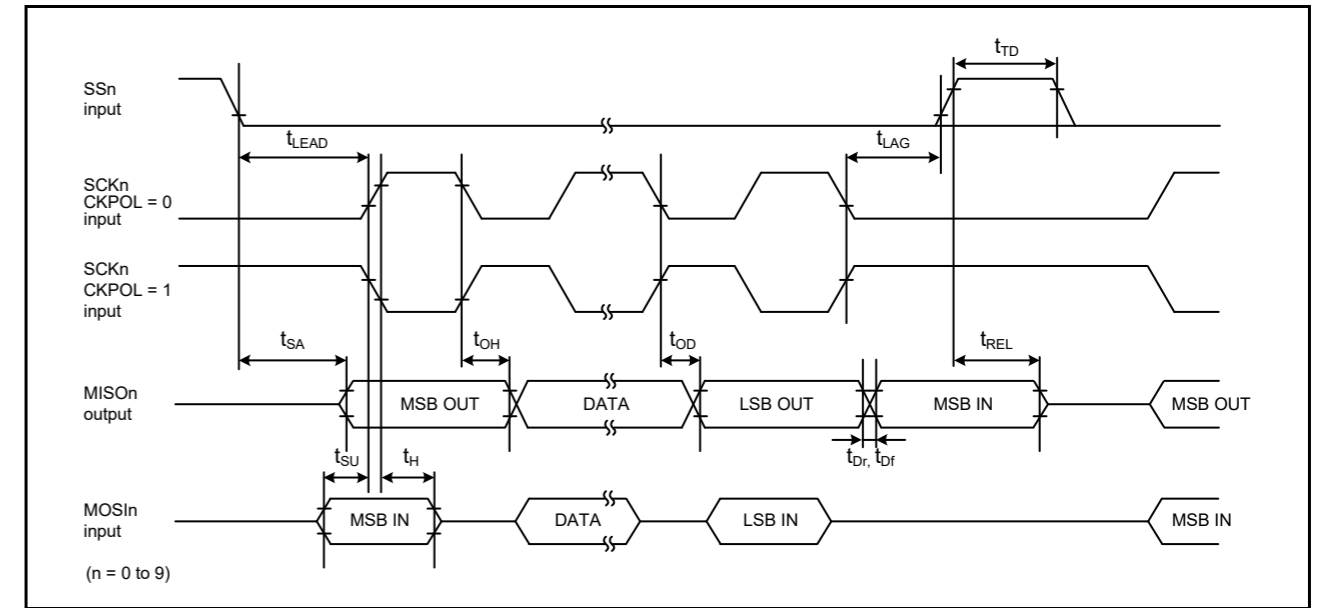 tTD
SSn
input
tLEAD
tLAG
SCKn
CKPOL = 0
input
SCKn
CKPOL = 1
input
tSA
tOH
tOD
tREL
MISOn
output
MSB OUT
DATA
LSB OUT
MSB IN
MSB OUT
tSU
tH
tDr, tDf
MOSIn
input
MSB IN
DATA
LSB IN
MSB IN
(n = 0 to 9)